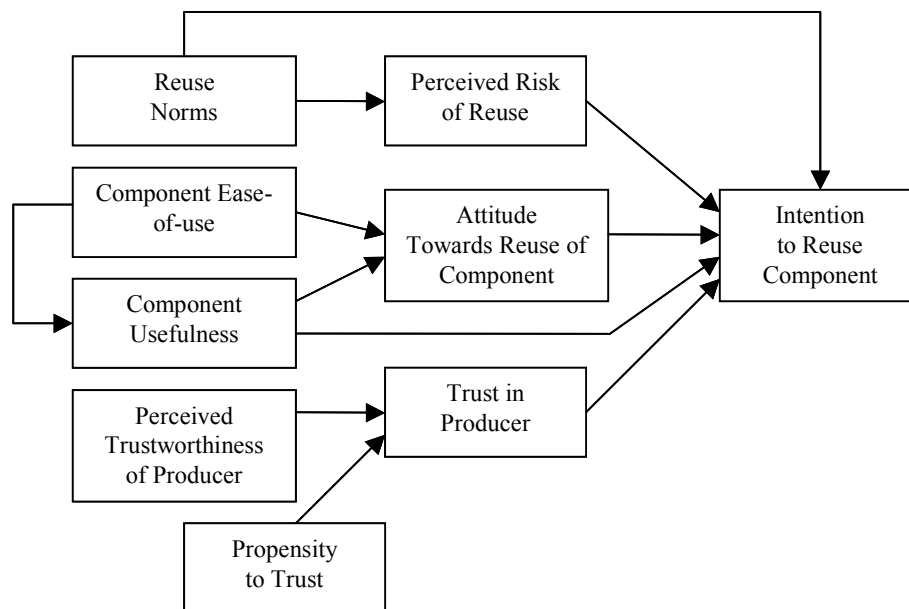 Reuse
Norms
Perceived Risk
of Reuse
Component Ease-
of-use
Attitude
Towards Reuse of
Component
Intention
to Reuse
Component
Component
Usefulness
Perceived
Trustworthiness
of Producer
Trust in
Producer
Propensity
to Trust